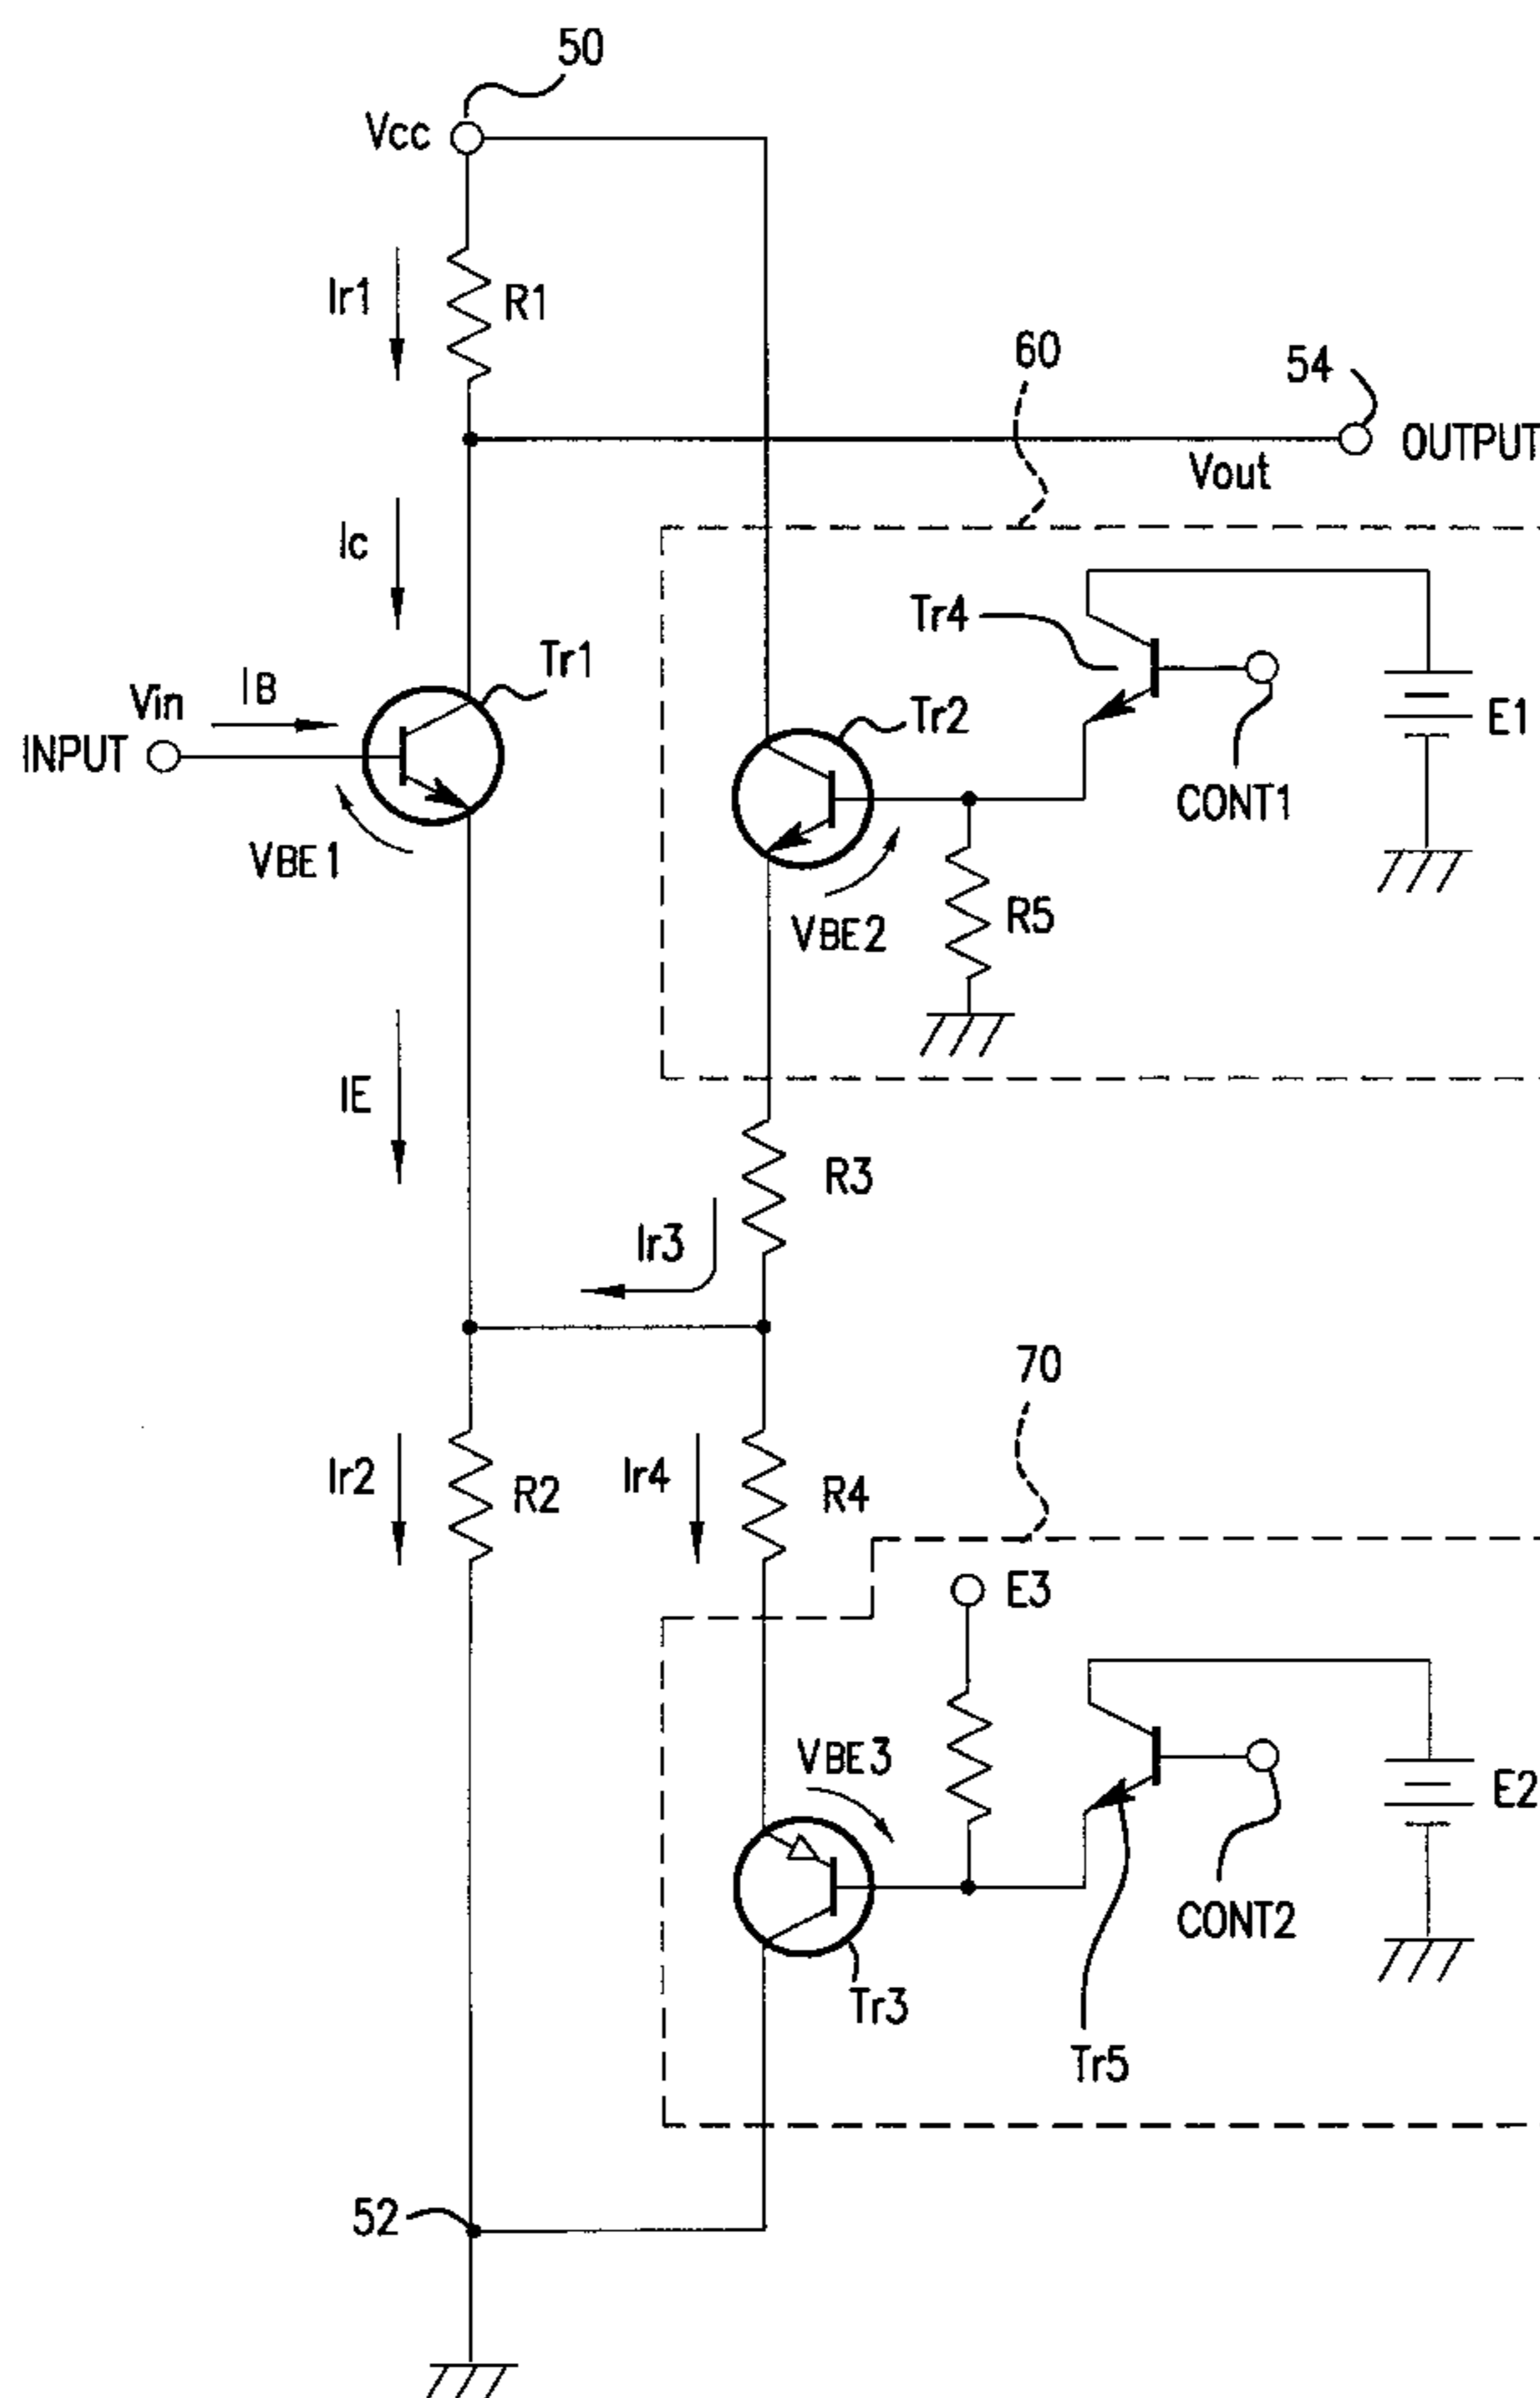 50
Vcc
Ir1
R1
60
54
OUTPUT
Vout
Ic
Tr4
Tr1
Vin
IB
INPUT
Tr2
E1
CONT1
VBE1
VBE2
R5
IE
R3
Ir3
70
Ir2
R2
Ir4
R4
E3
VBE3
E2
CONT2
Tr3
Tr5
52